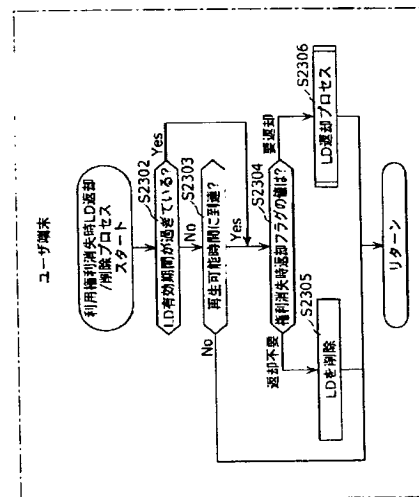 ユーザ端末
利用権利消失時LD返却
/削除プロセス
スタート
S2302
LD有効期間が過ぎている?
Yes
No
S2303
再生可能時間に到達?
No
Yes
S2304
権利消失時返却フラグの値は?
返却不要
要返却
S2305
LDを削除
S2306
LD返却プロセス
リターン